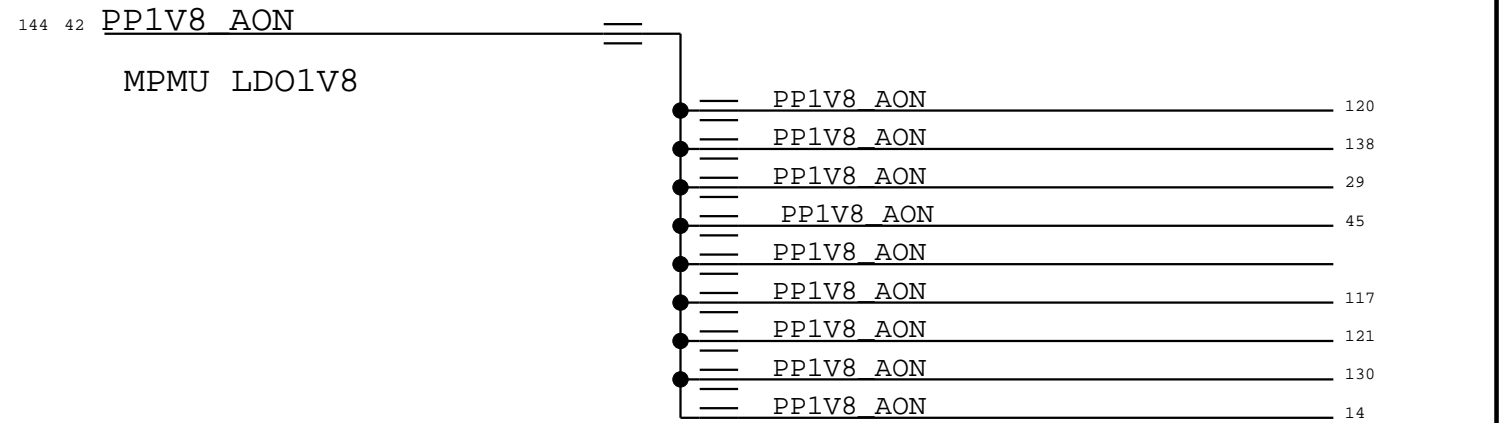 144 42 PP1V8_AON
MPMU LDO1V8
PP1V8_AON 120
PP1V8_AON 138
PP1V8_AON 29
PP1V8_AON 45
PP1V8_AON
PP1V8_AON 117
PP1V8_AON 121
PP1V8_AON 130
PP1V8_AON 14